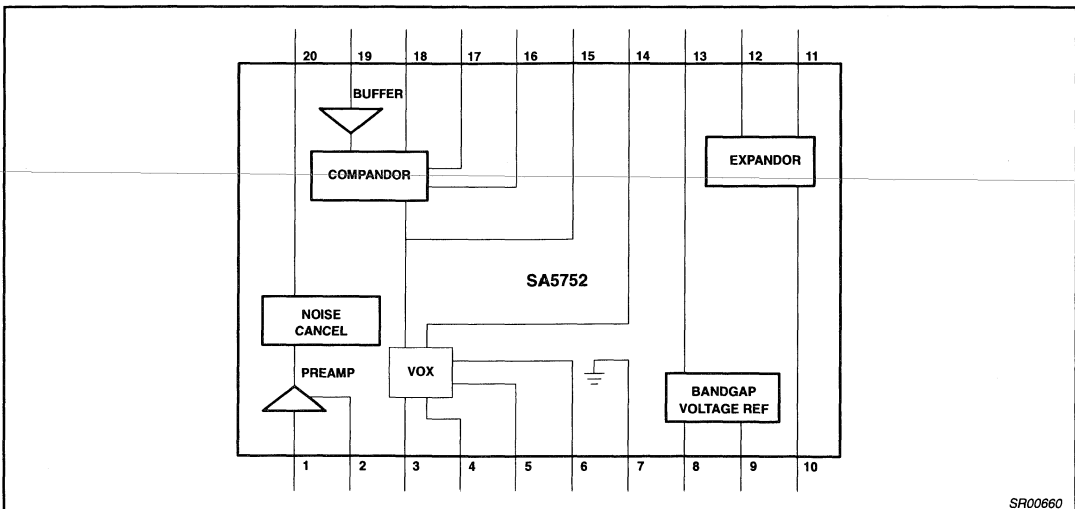 20 19 18 17 16 15 14 13 12 11
BUFFER
COMPANDOR
EXPANDOR
SA5752
NOISE
CANCEL
PREAMP
VOX
BANDGAP
VOLTAGE REF
1 2 3 4 5 6 7 8 9 10
SR00660